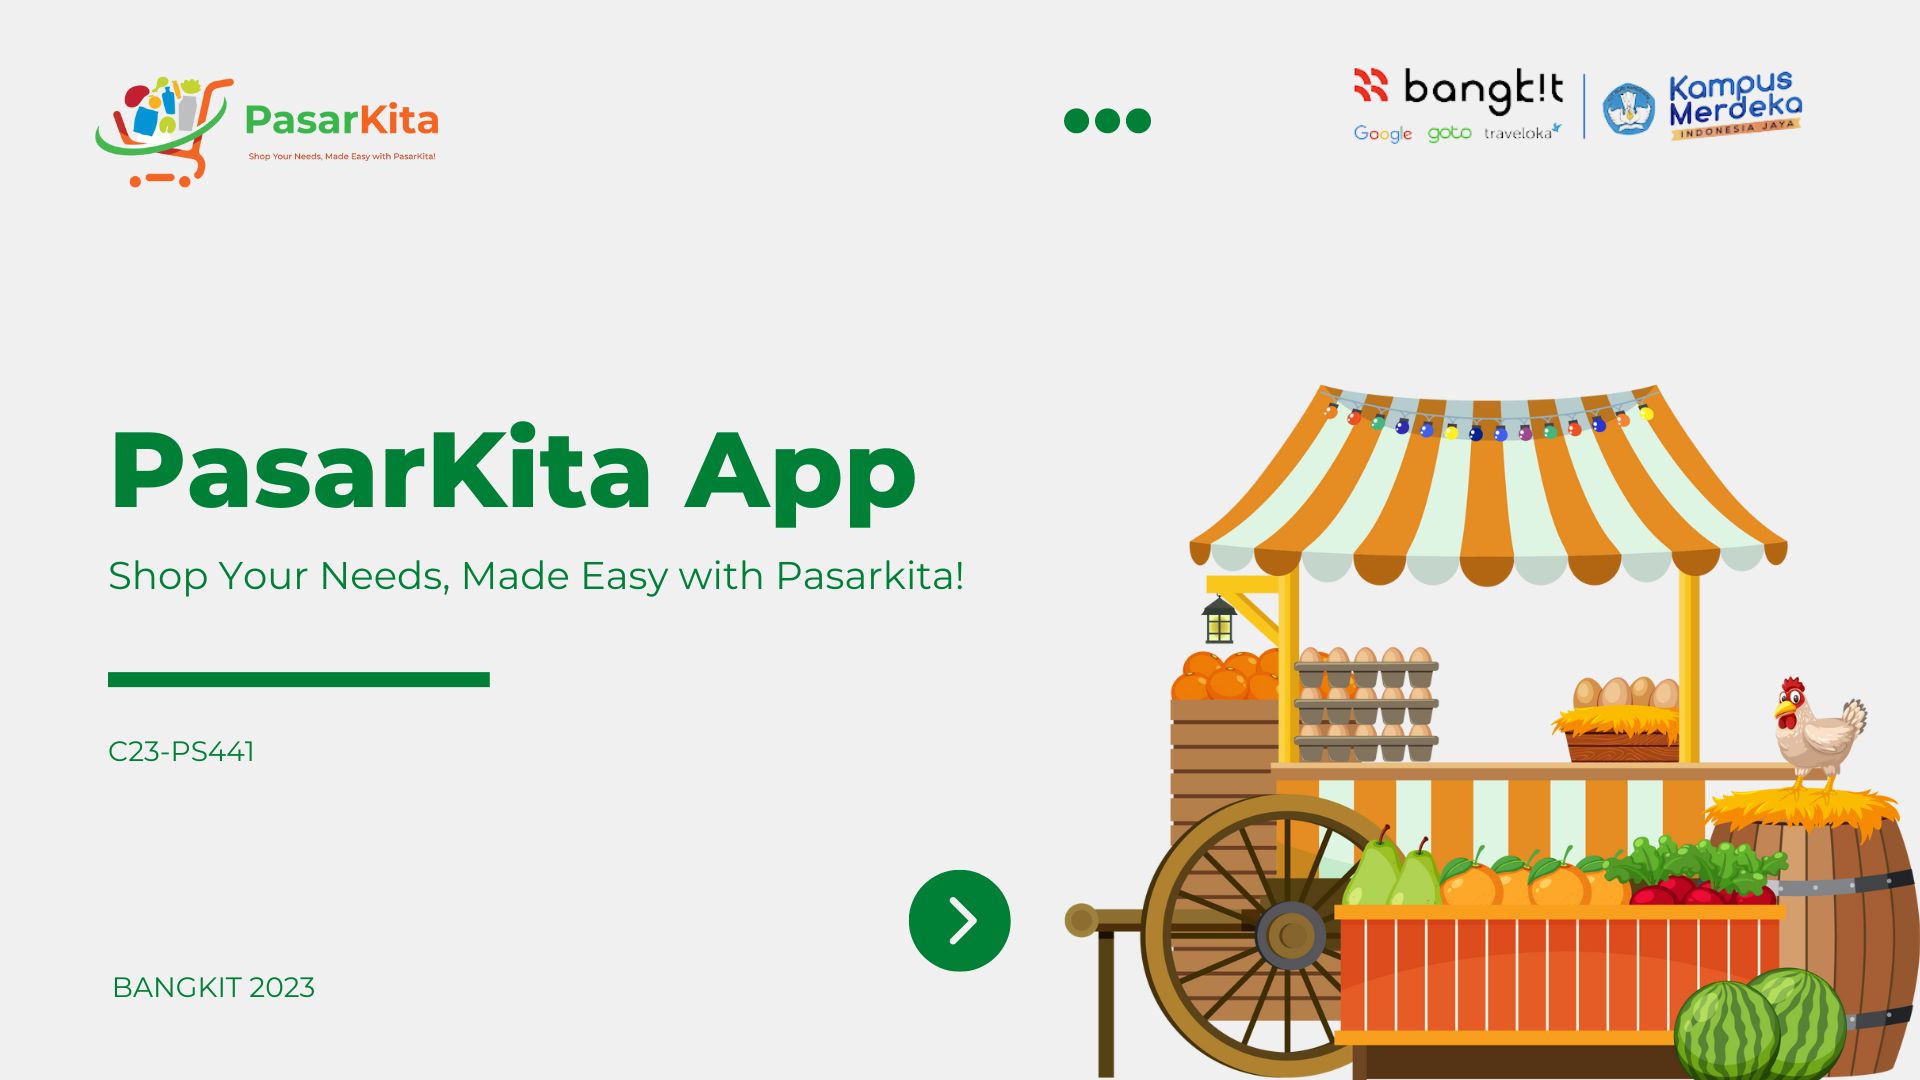 PasarKita
Shop Your Needs, Made Easy with PasarKita!
bangk!t
Google goto traveloka
Kampus
Merdeka
INDONESIA JAYA
PasarKita App
Shop Your Needs, Made Easy with Pasarkita!
C23-PS441
BANGKIT 2023